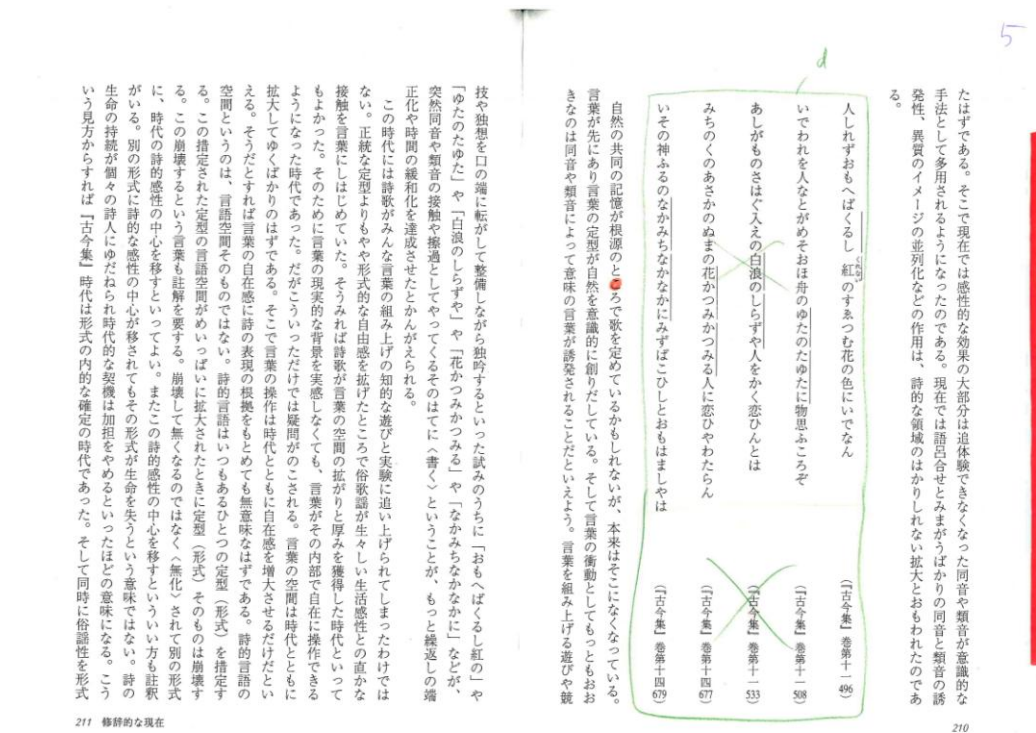 5
d
たはずである。そこで現在では感性的な効果の大部分は追体験できなくなった同音や類音が意識的な
手法として多用されるようになったのである。現在では語呂合せとみまがうばかりの同音と類音の誘
発性、異質のイメージの並列化などの作用は、詩的な領域のはかりしれない拡大とおもわれたのであ
る。
人しれずおもへばくるし紅のすゑつむ花の色にいでなん
くれない
(『古今集』巻第十一 496)
いでわれを人なとがめそおほ舟のゆたのたゆたに物思ふころぞ
(『古今集』巻第十一 508)
あしがものさはぐ入えの白浪のしらずや人をかく恋ひんとは
(『古今集』巻第十一 533)
みちのくのあさかのぬまの花かつみかつみる人に恋ひやわたらん
(『古今集』巻第十四 677)
いその神ふるのなかみちなかなかにみずばこひしとおもはましやは
(『古今集』巻第十四 679)
自然の共同の記憶が根源のところで歌を定めているかもしれないが、本来はそこになくなっている。
言葉が先にあり言葉の定型が自然を意識的に創りだしている。そして言葉の衝動としてもっともおお
きなのは同音や類音によって意味の言葉が誘発されることだといえよう。言葉を組み上げる遊びや競
210
技や独想を口の端に転がして整備しながら独吟するといった試みのうちに「おもへばくるし紅の」や
「ゆたのたゆた」や「白浪のしらずや」や「花かつみかつみる」や「なかみちなかなかに」などが、
突然同音や類音の接触や擦過としてやってくるそのはてに〈書く〉ということが、もっと繰返しの端
正化や時間の緩和化を達成させたとかんがえられる。
この時代には詩歌がみんな言葉の組み上げの知的な遊びと実験に追い上げられてしまったわけでは
ない。正統な定型よりもやや形式的な自由感を拡げたところで俗歌謡が生々しい生活感性との直かな
接触を言葉にしはじめていた。そうみれば詩歌が言葉の空間の拡がりと厚みを獲得した時代といって
もよかった。そのために言葉の現実的な背景を実感しなくても、言葉がその内部で自在に操作できる
ようになった時代であった。だがこういっただけでは疑問がのこされる。言葉の空間は時代とともに
拡大してゆくばかりのはずである。そこで言葉の操作は時代とともに自在感を増大させるだけだとい
える。そうだとすれば言葉の自在感に詩の表現の根拠をもとめても無意味なはずである。詩的言語の
空間というのは、言語空間そのものではない。詩的言語はいつもあるひとつの定型(形式)を措定す
る。この措定された定型の言語空間がめいっぱいに拡大されたときに定型(形式)そのものは崩壊す
る。この崩壊するという言葉も註解を要する。崩壊して無くなるのではなく〈無化〉されて別の形式
に、時代の詩的感性の中心を移すといってよい。またこの詩的感性の中心を移すといういい方も註釈
がいる。別の形式に詩的な感性の中心が移されてもその形式が生命を失うという意味ではない。詩の
生命の持続が個々の詩人にゆだねられ時代的な契機は加担をやめるといったほどの意味になる。こう
いう見方からすれば『古今集』時代は形式の内的な確定の時代であった。そして同時に俗謡性を形式
211 修辞的な現在